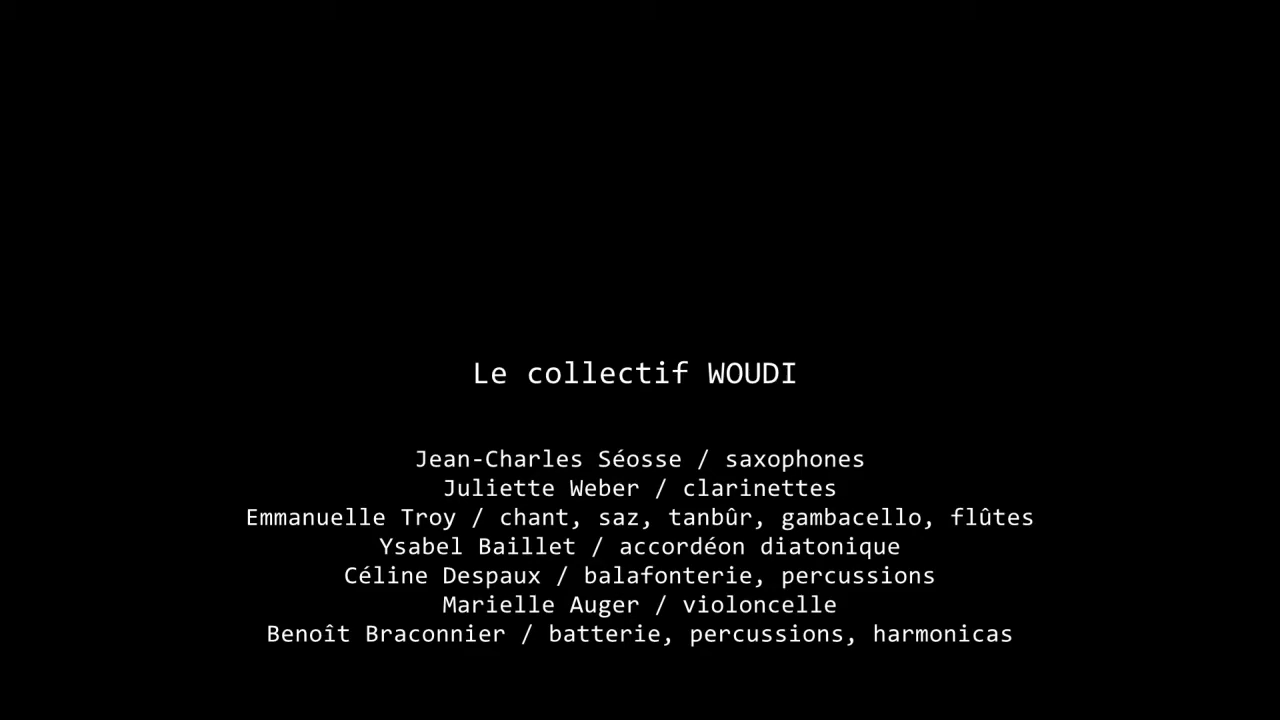 Le collectif WOUDI
Jean-Charles Séosse / saxophones
Juliette Weber / clarinettes
Emmanuelle Troy / chant, saz, tanbûr, gambacello, flûtes
Ysabel Baillet / accordéon diatonique
Céline Despaux / balafonterie, percussions
Marielle Auger / violoncelle
Benoît Braconnier / batterie, percussions, harmonicas